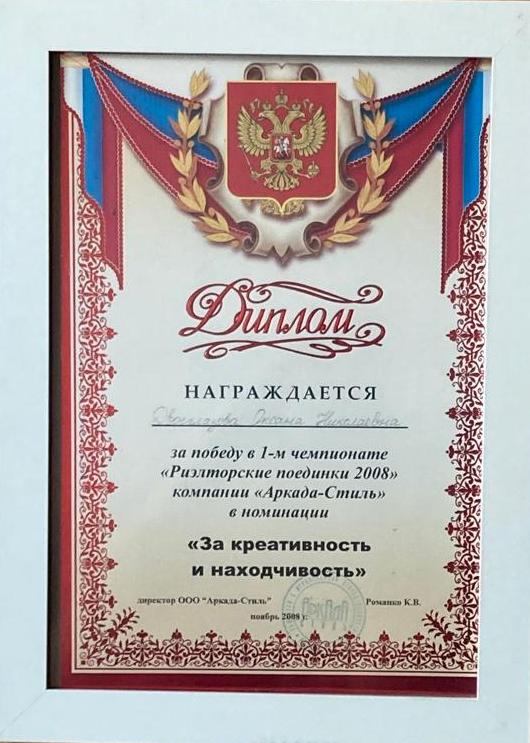 Диплом
НАГРАЖДАЕТСЯ
Оксана Николаевна
за победу в 1-м чемпионате
«Риэлторские поединки 2008»
компании «Аркада-Стиль»
в номинации
«За креативность
и находчивость»
директор ООО "Аркада-Стиль" Романко К.В.
ноябрь 2008 г.